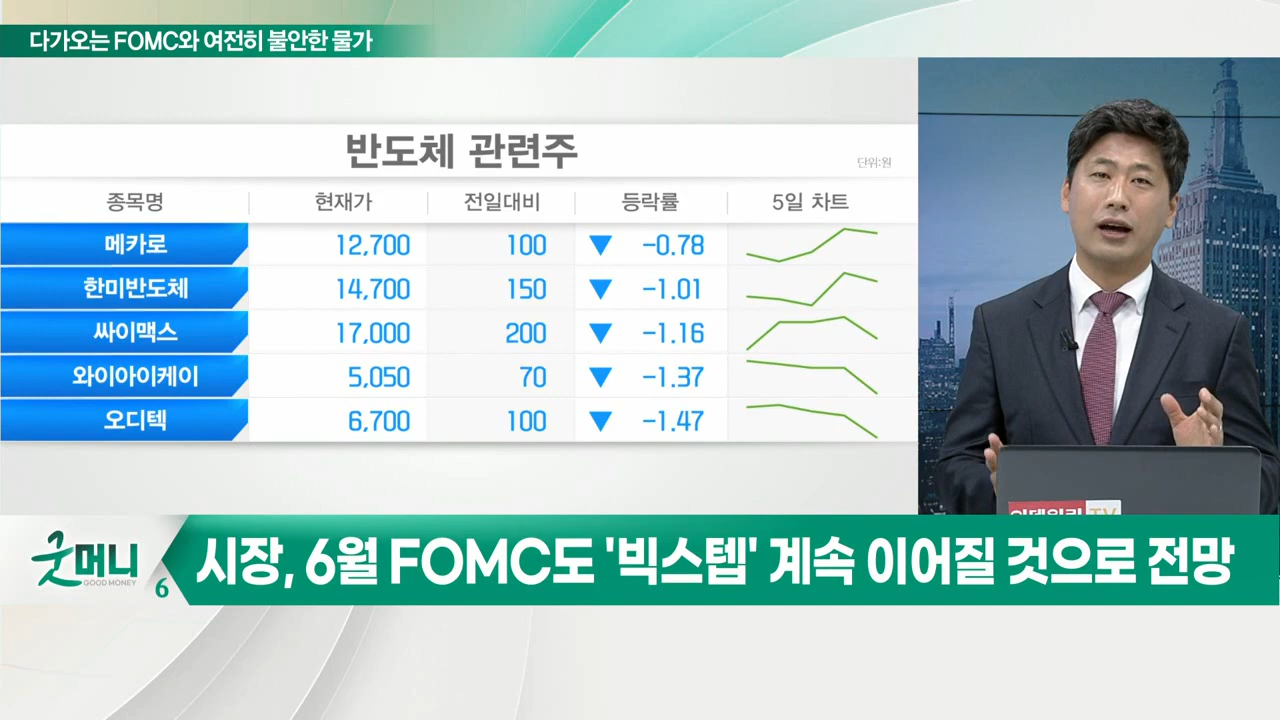 다가오는 FOMC와 여전히 불안한 물가
반도체 관련주
단위:원
종목명 현재가 전일대비 등락률 5일 차트
메카로 12,700 100 ▼ -0.78
한미반도체 14,700 150 ▼ -1.01
싸이맥스 17,000 200 ▼ -1.16
와이아이케이 5,050 70 ▼ -1.37
오디텍 6,700 100 ▼ -1.47
이데일리 TV
굿머니
GOOD MONEY
6
시장, 6월 FOMC도 '빅스텝' 계속 이어질 것으로 전망